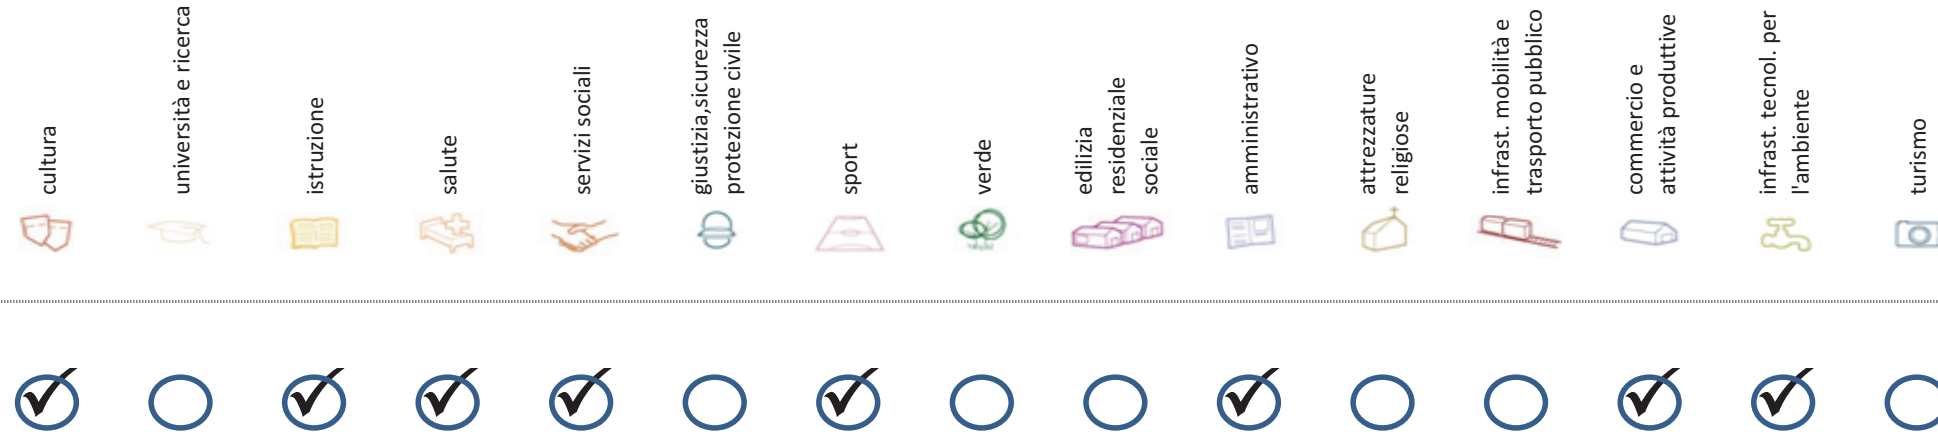 cultura
università e ricerca
istruzione
salute
servizi sociali
giustizia,sicurezza
protezione civile
sport
verde
edilizia
residenziale
sociale
amministrativo
attrezzature
religiose
infrast. mobilità e
trasporto pubblico
commercio e
attività produttive
infrast. tecnol. per
l'ambiente
turismo